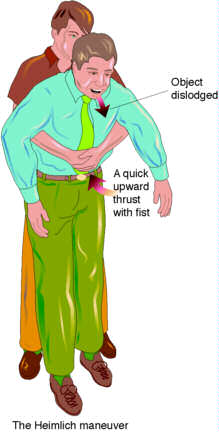 Object
dislodged
A quick
upward
thrust
with fist
The Heimlich maneuver